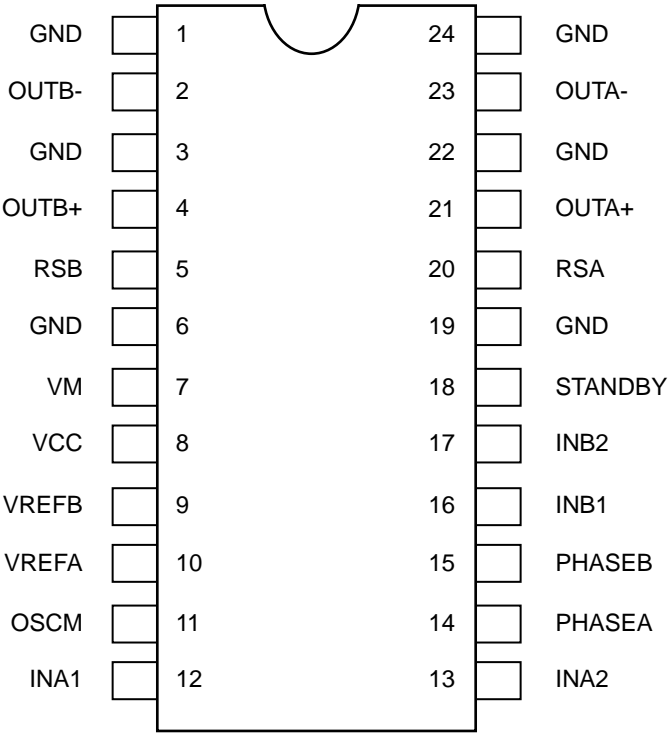 GND 1 24 GND
OUTB- 2 23 OUTA-
GND 3 22 GND
OUTB+ 4 21 OUTA+
RSB 5 20 RSA
GND 6 19 GND
VM 7 18 STANDBY
VCC 8 17 INB2
VREFB 9 16 INB1
VREFA 10 15 PHASEB
OSCM 11 14 PHASEA
INA1 12 13 INA2